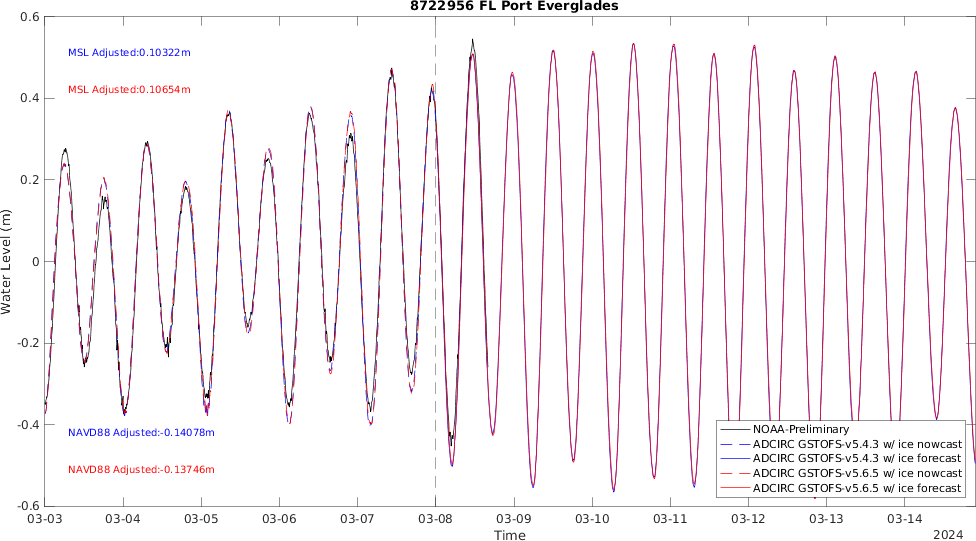 8722956 FL Port Everglades
0.6
MSL Adjusted:0.10322m
MSL Adjusted:0.10654m
0.4
0.2
0
Water Level (m)
-0.2
-0.4
NAVD88 Adjusted:-0.14078m
NAVD88 Adjusted:-0.13746m
NOAA-Preliminary
ADCIRC GSTOFS-v5.4.3 w/ ice nowcast
ADCIRC GSTOFS-v5.4.3 w/ ice forecast
ADCIRC GSTOFS-v5.6.5 w/ ice nowcast
ADCIRC GSTOFS-v5.6.5 w/ ice forecast
-0.6
03-03 03-04 03-05 03-06 03-07 03-08 03-09 03-10 03-11 03-12 03-13 03-14
Time
2024